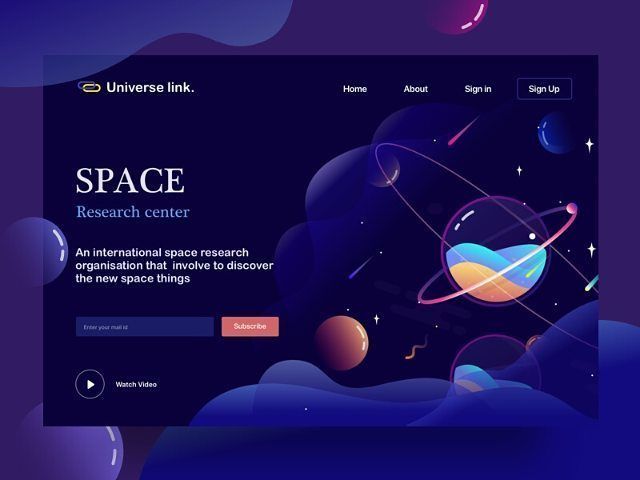 Universe link.
Home About Sign in Sign Up
SPACE
Research center
An international space research
organisation that involve to discover
the new space things
Enter your mail id Subscribe
Watch Video